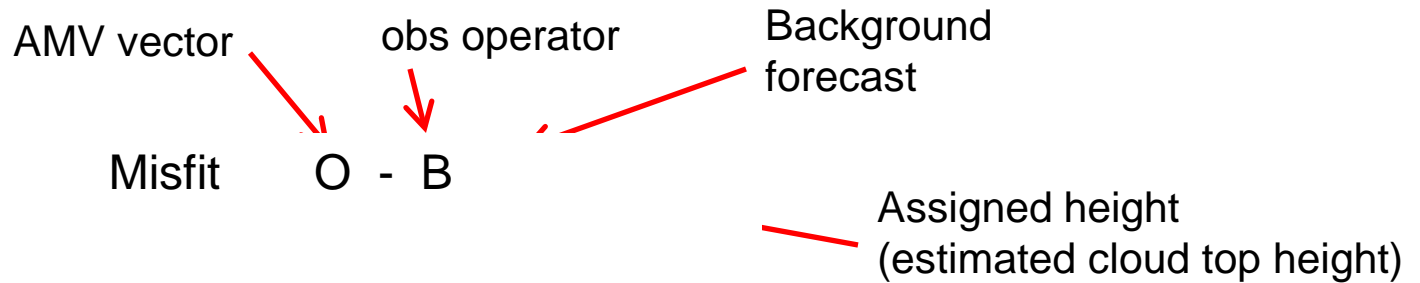 AMV vector
obs operator
Background
forecast
Misfit O - B
Assigned height
(estimated cloud top height)